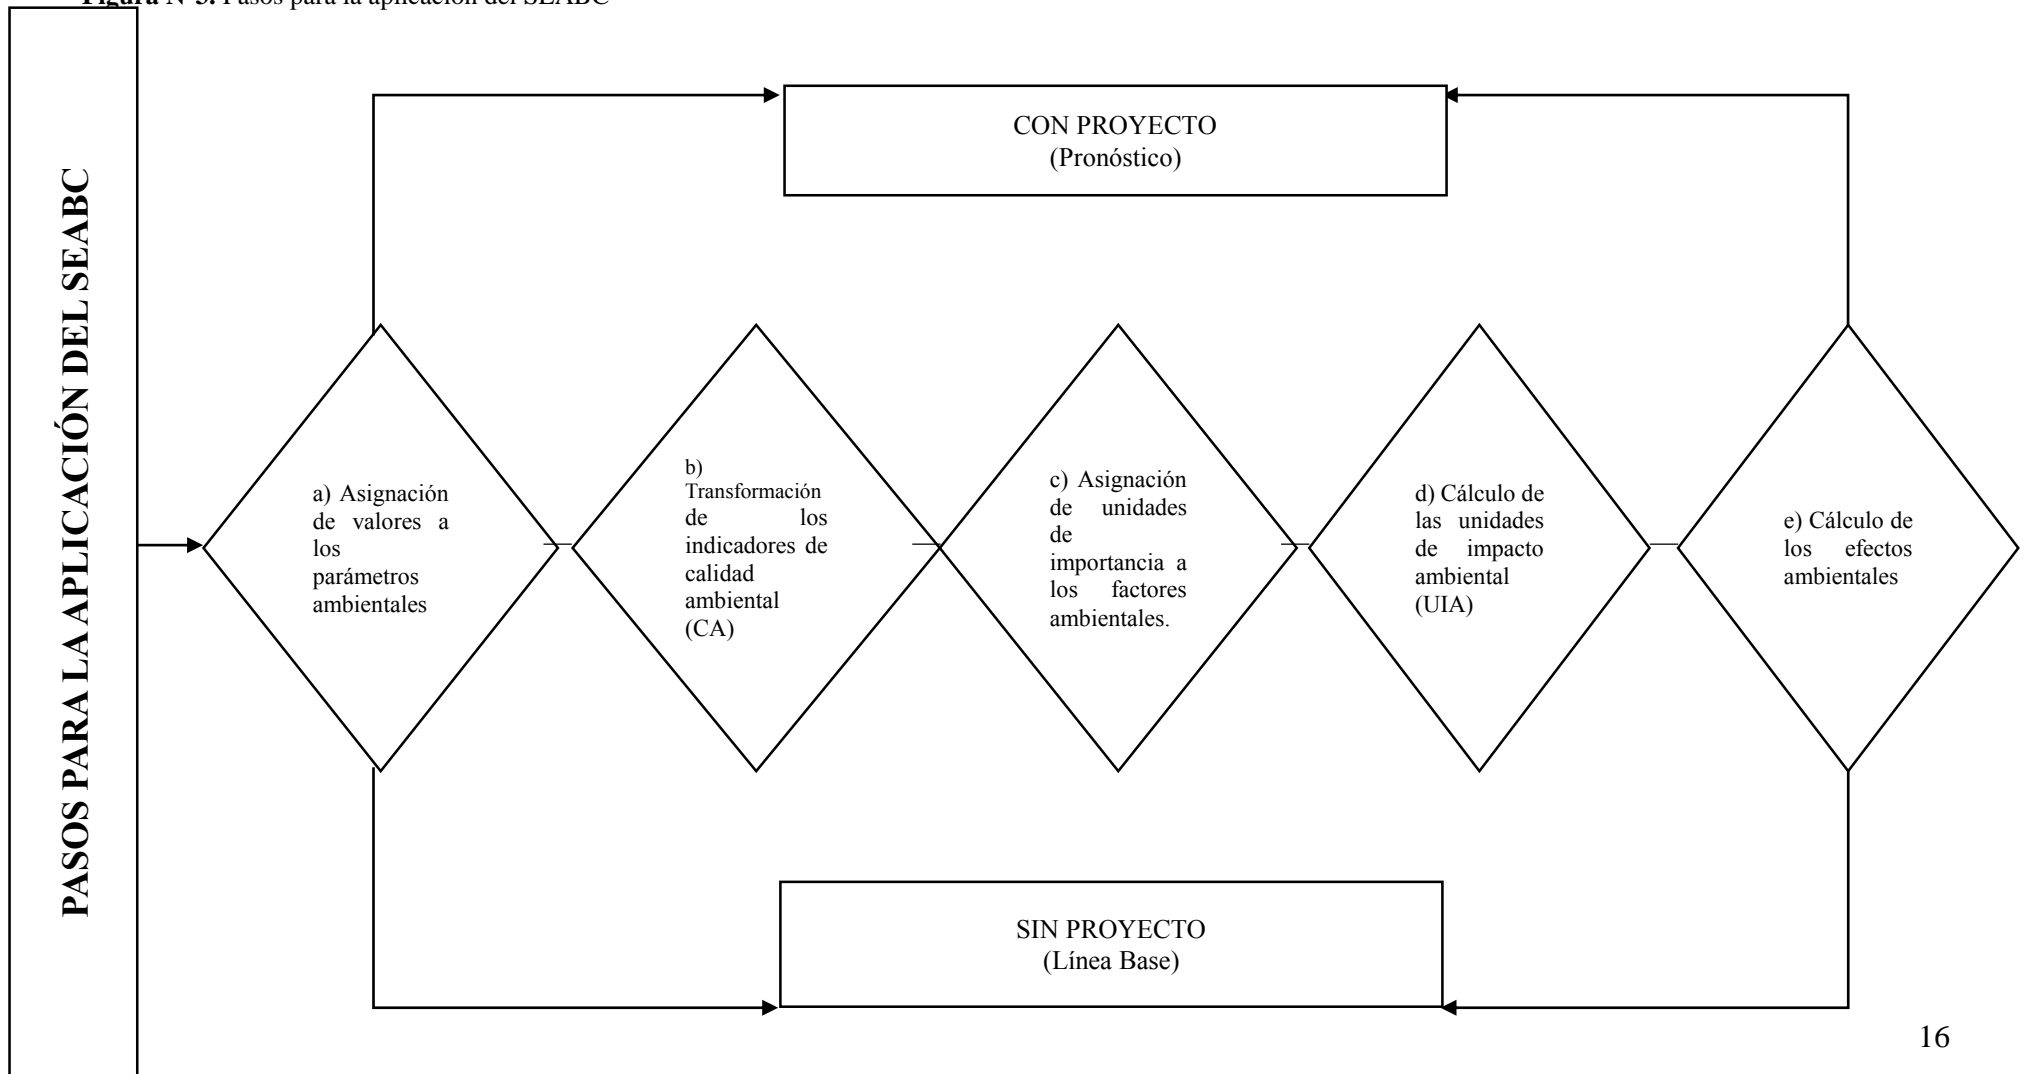 Figura N°3. Pasos para la aplicación del SEABC
PASOS PARA LA APLICACIÓN DEL SEABC
CON PROYECTO
(Pronóstico)
a) Asignación
de valores a
los
parámetros
ambientales
b)
Transformación
de los
indicadores de
calidad
ambiental
(CA)
c) Asignación
de unidades
de
importancia a
los factores
ambientales.
d) Cálculo de
las unidades
de impacto
ambiental
(UIA)
e) Cálculo de
los efectos
ambientales
SIN PROYECTO
(Línea Base)
16